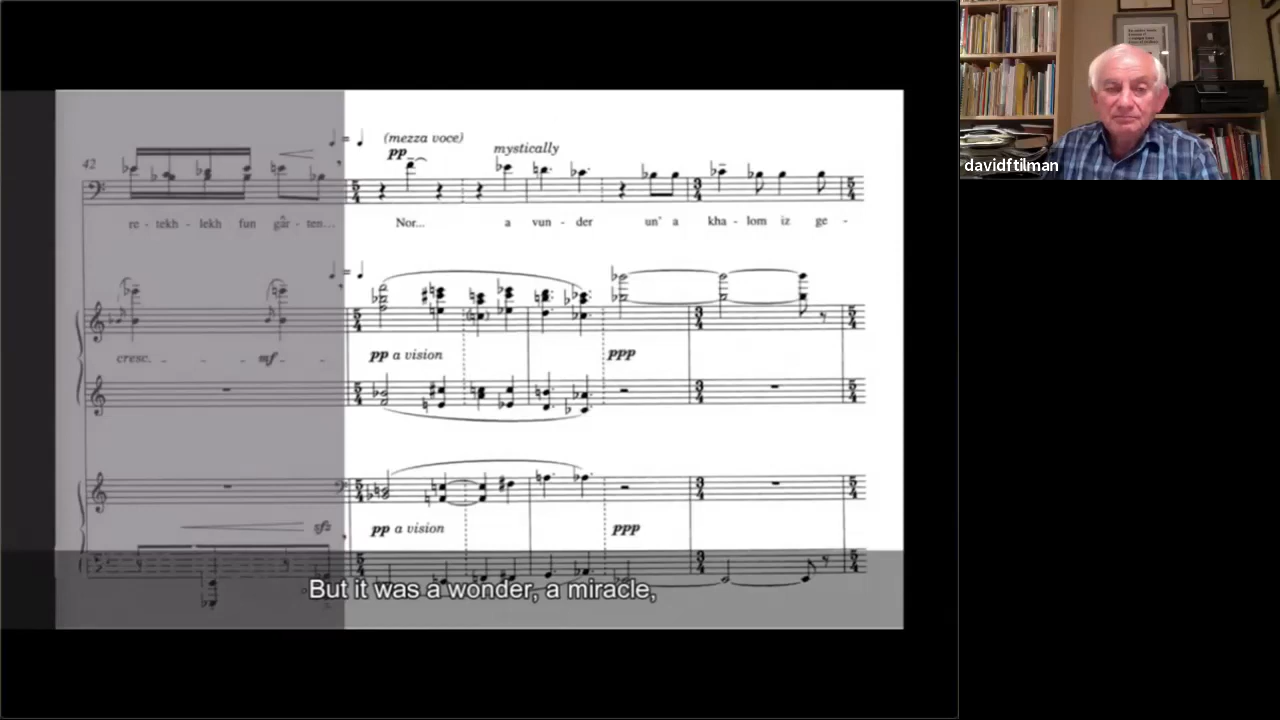 42
(mezza voce)
pp
mystically
re - tekh - lekh fun gâr - ten... Nor... a vun - der un' a kha - lom iz ge -
cresc. mf pp a vision ppp
sfz pp a vision ppp
But it was a wonder, a miracle,
davidftilman